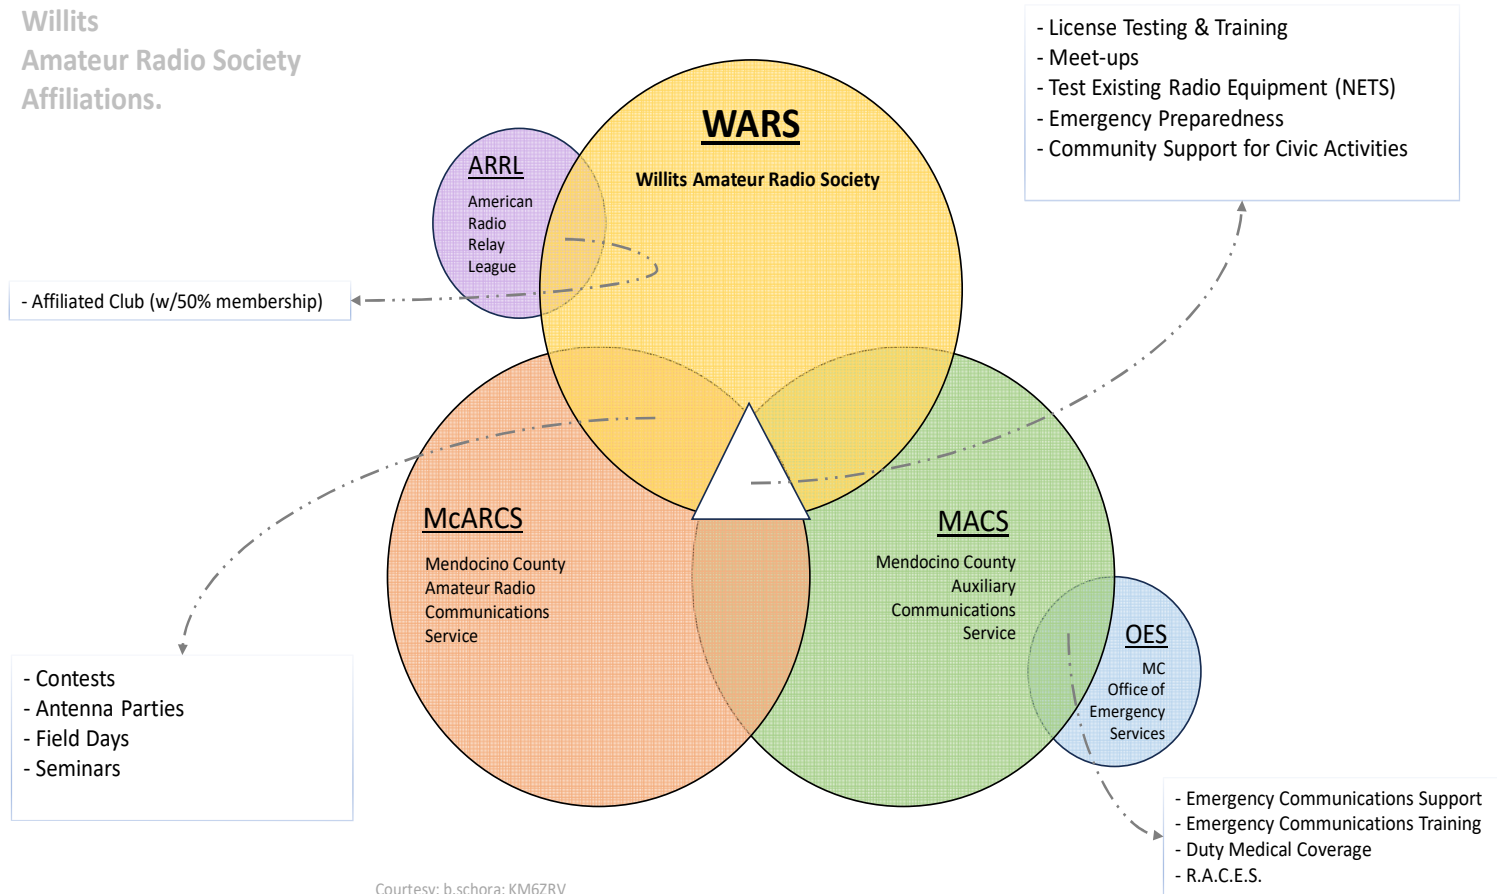 Willits
Amateur Radio Society
Affiliations.
- License Testing & Training
- Meet-ups
- Test Existing Radio Equipment (NETS)
- Emergency Preparedness
- Community Support for Civic Activities
WARS
Willits Amateur Radio Society
ARRL
American
Radio
Relay
League
- Affiliated Club (w/50% membership)
McARCS
Mendocino County
Amateur Radio
Communications
Service
MACS
Mendocino County
Auxiliary
Communications
Service
OES
MC
Office of
Emergency
Services
- Contests
- Antenna Parties
- Field Days
- Seminars
- Emergency Communications Support
- Emergency Communications Training
- Duty Medical Coverage
- R.A.C.E.S.
Courtesy: b.schora: KM6ZRV